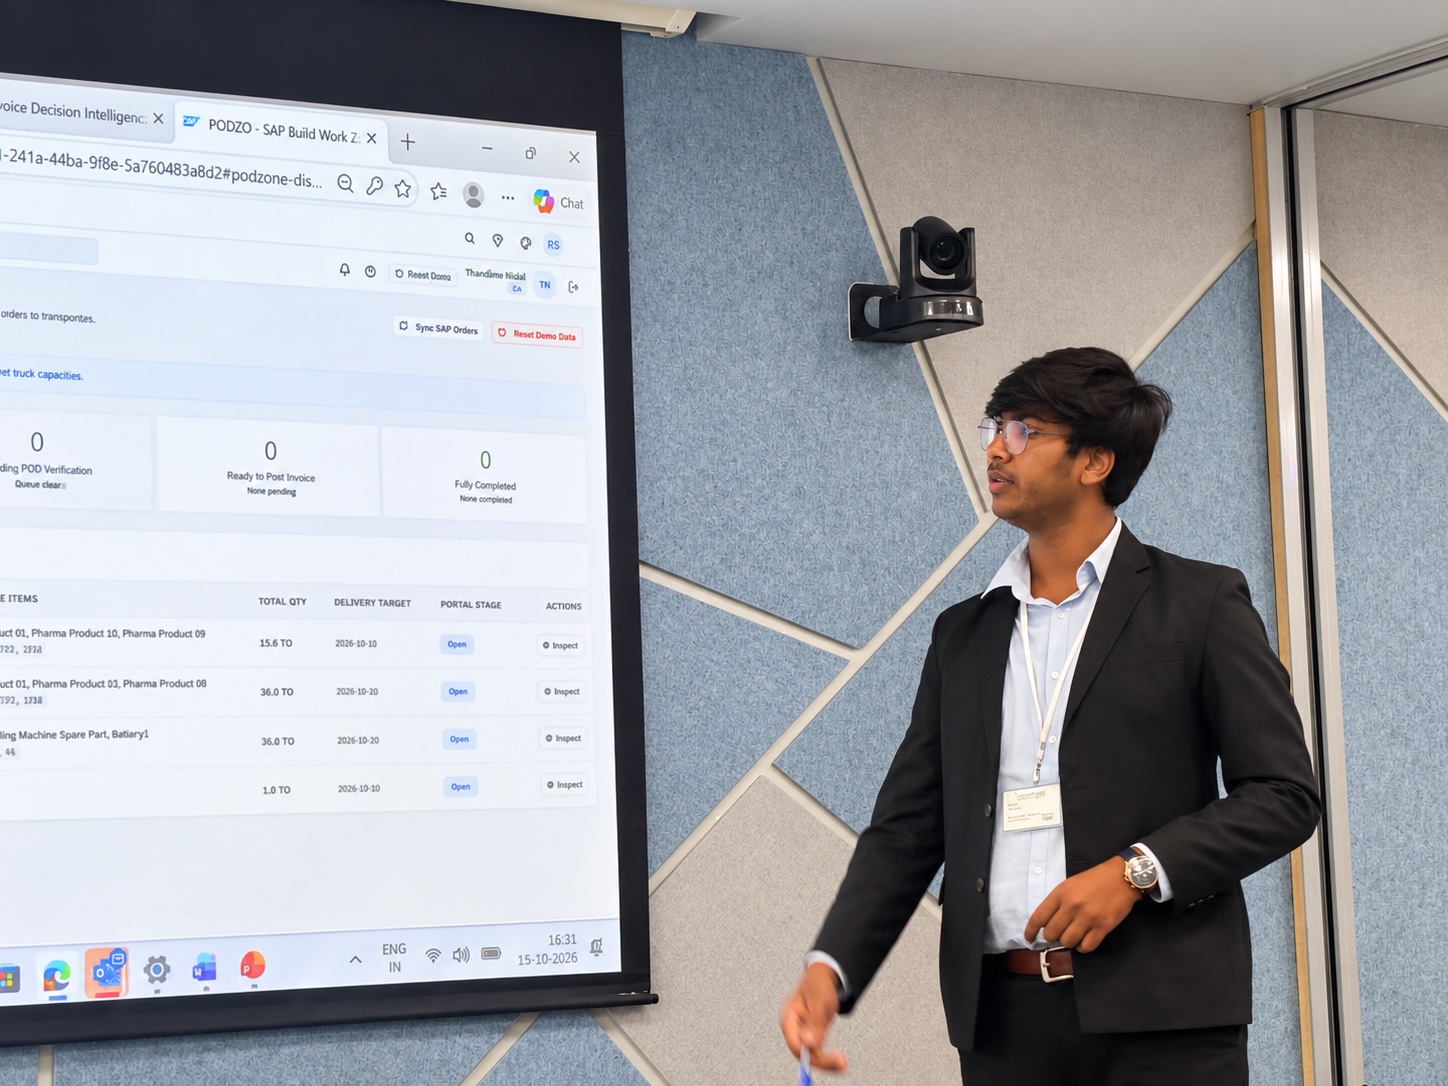 voice Decision Intelligenc:
PODZO - SAP Build Work Z
-241a-44ba-9f8e-5a760483a8d2#podzone-dis...
Chat
RS
Thandāme
CA
TN
orders to transpontes.
Sync SAP Orders
Reset Demo Data
et truck capacities.
0
ding POD Verification
Queue clear
0
Ready to Post Invoice
None pending
0
Fully Completed
None completed
E ITEMS TOTAL QTY DELIVERY TARGET PORTAL STAGE ACTIONS
uct 01, Pharma Product 10, Pharma Product 09 15.6 TO 2026-10-10 Open Inspect
uct 01, Pharma Product 03, Pharma Product 06 36.0 TO 2026-10-20 Open Inspect
ling Machine Spare Part, Batiary1 36.0 TO 2026-10-20 Open Inspect
, 46
1.0 TO 2026-10-10 Open Inspect
ENG
IN
16:31
15-10-2026